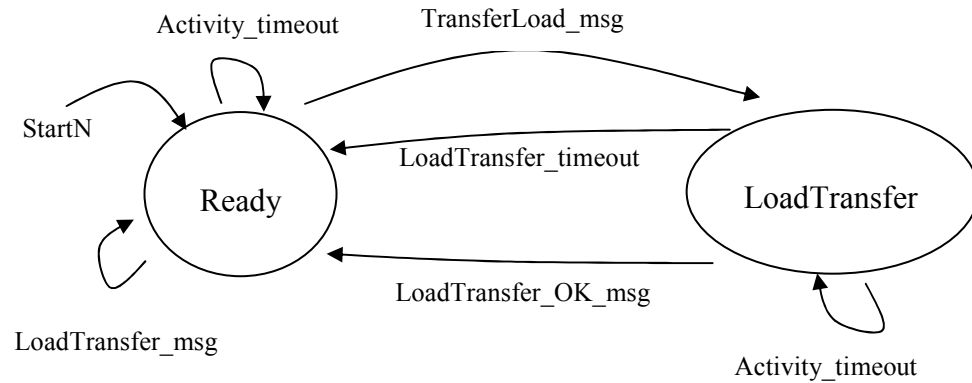 TransferLoad_msg
Activity_timeout
StartN
LoadTransfer_timeout
Ready
LoadTransfer
LoadTransfer_OK_msg
LoadTransfer_msg
Activity_timeout